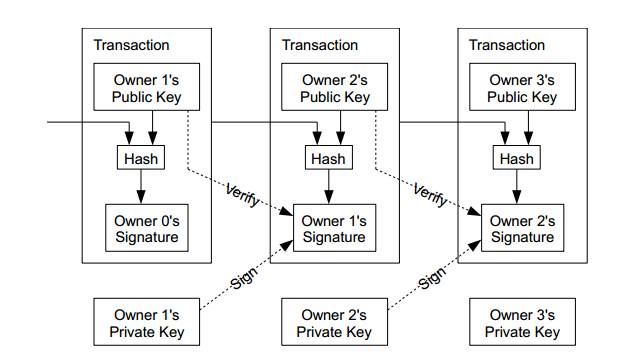 Transaction
Transaction
Transaction
Owner 1's
Public Key
Owner 2's
Public Key
Owner 3's
Public Key
Hash
Hash
Hash
Verify
Verify
Owner 0's
Signature
Owner 1's
Signature
Owner 2's
Signature
Sign
Sign
Owner 1's
Private Key
Owner 2's
Private Key
Owner 3's
Private Key